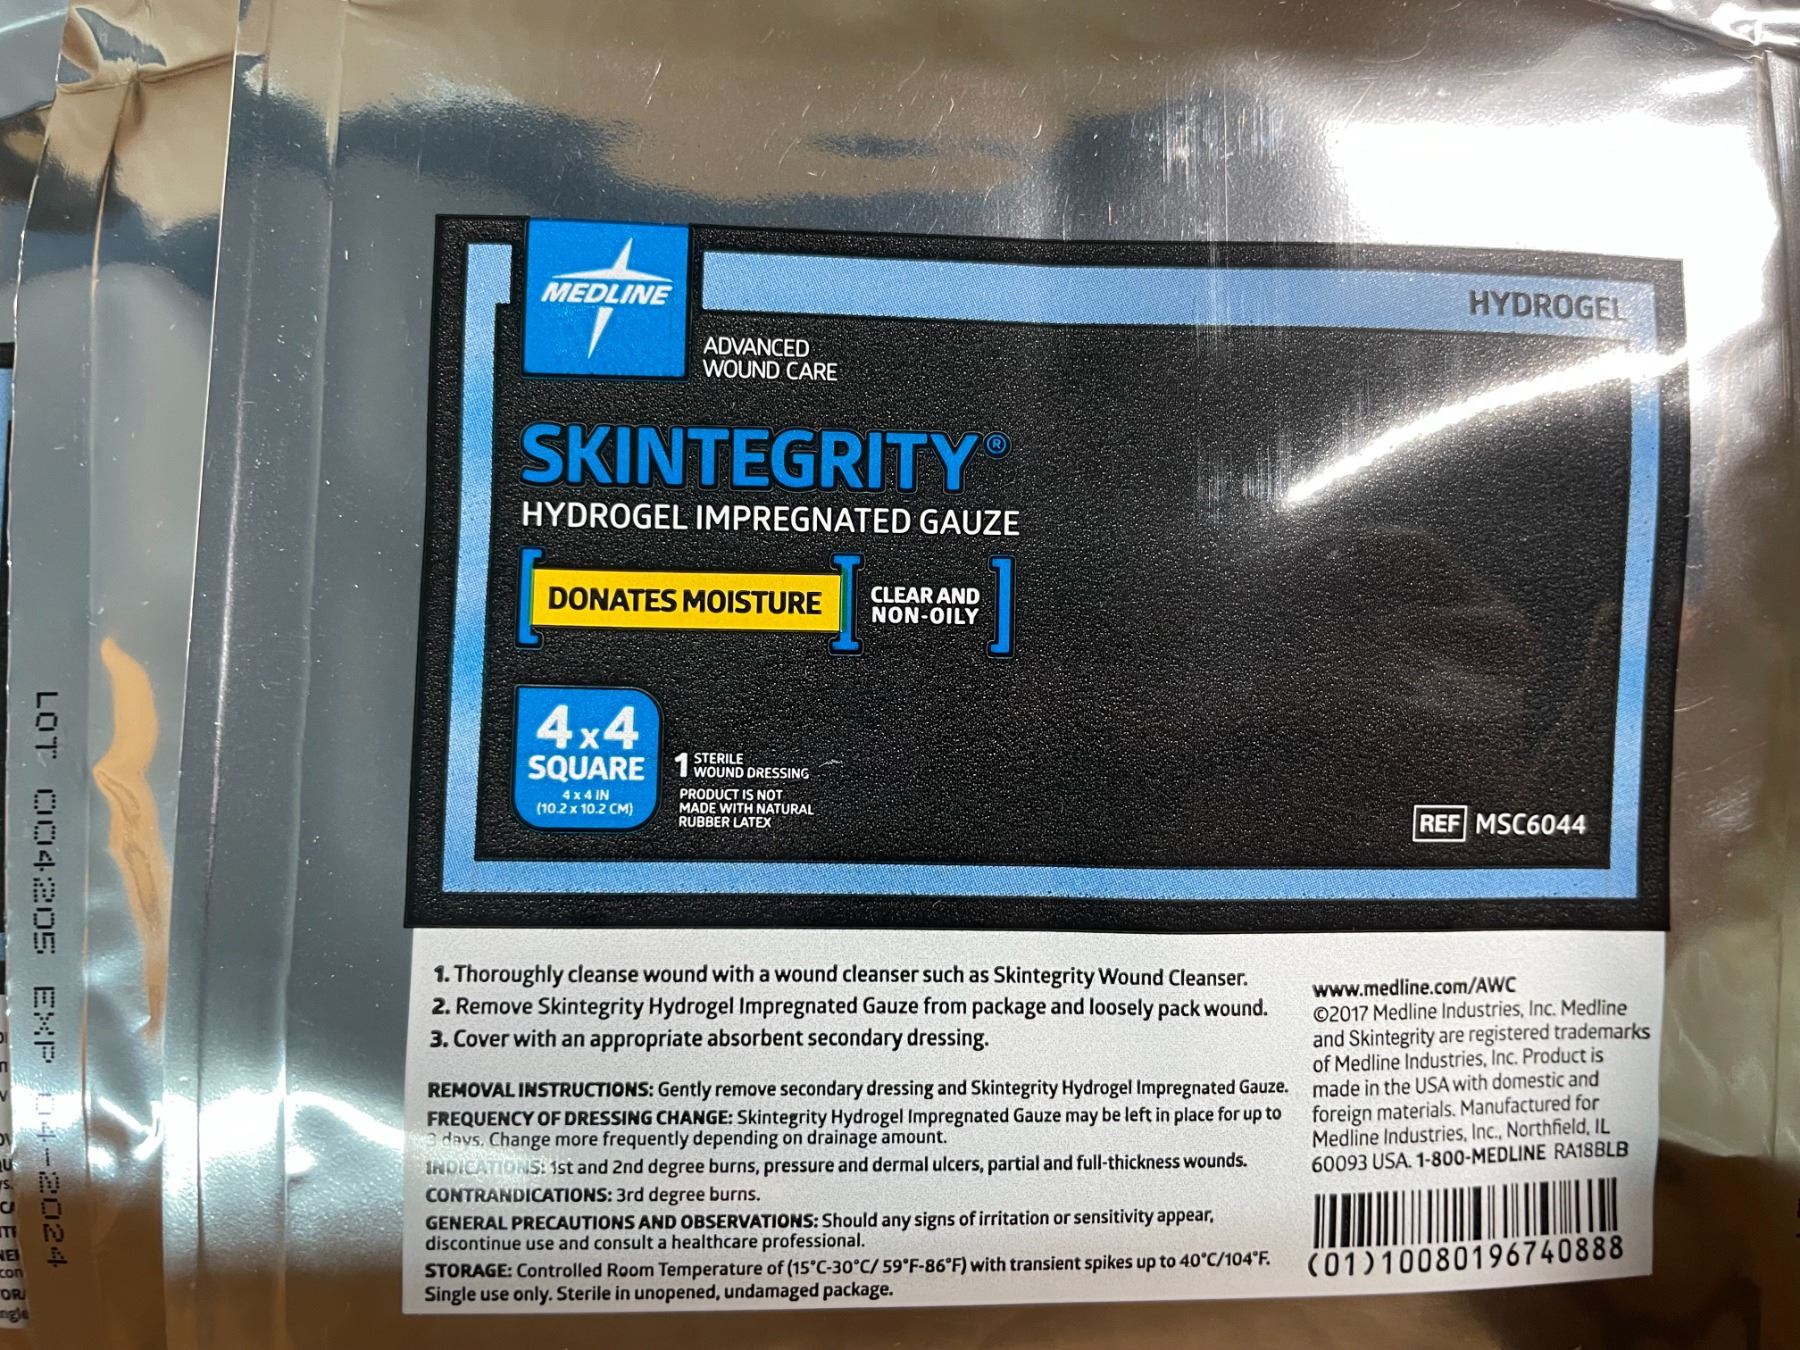 MEDLINE
ADVANCED
WOUND CARE
HYDROGEL
SKINTEGRITY®
HYDROGEL IMPREGNATED GAUZE
DONATES MOISTURE
CLEAR AND
NON-OILY
4 x 4
SQUARE
4 x 4 IN
(10.2 x 10.2 CM)
1 STERILE
WOUND DRESSING
PRODUCT IS NOT
MADE WITH NATURAL
RUBBER LATEX
REF MSC6044
1. Thoroughly cleanse wound with a wound cleanser such as Skintegrity Wound Cleanser.
2. Remove Skintegrity Hydrogel Impregnated Gauze from package and loosely pack wound.
3. Cover with an appropriate absorbent secondary dressing.
REMOVAL INSTRUCTIONS: Gently remove secondary dressing and Skintegrity Hydrogel Impregnated Gauze.
FREQUENCY OF DRESSING CHANGE: Skintegrity Hydrogel Impregnated Gauze may be left in place for up to
3 days. Change more frequently depending on drainage amount.
INDICATIONS: 1st and 2nd degree burns, pressure and dermal ulcers, partial and full-thickness wounds.
CONTRANDICATIONS: 3rd degree burns.
GENERAL PRECAUTIONS AND OBSERVATIONS: Should any signs of irritation or sensitivity appear,
discontinue use and consult a healthcare professional.
STORAGE: Controlled Room Temperature of (15°C-30°C/ 59°F-86°F) with transient spikes up to 40°C/104°F.
Single use only. Sterile in unopened, undamaged package.
www.medline.com/AWC
©2017 Medline Industries, Inc. Medline
and Skintegrity are registered trademarks
of Medline Industries, Inc. Product is
made in the USA with domestic and
foreign materials. Manufactured for
Medline Industries, Inc., Northfield, IL
60093 USA. 1-800-MEDLINE RA18BLB
(01)10080196740888
LOT 004205 EXP 04-2024